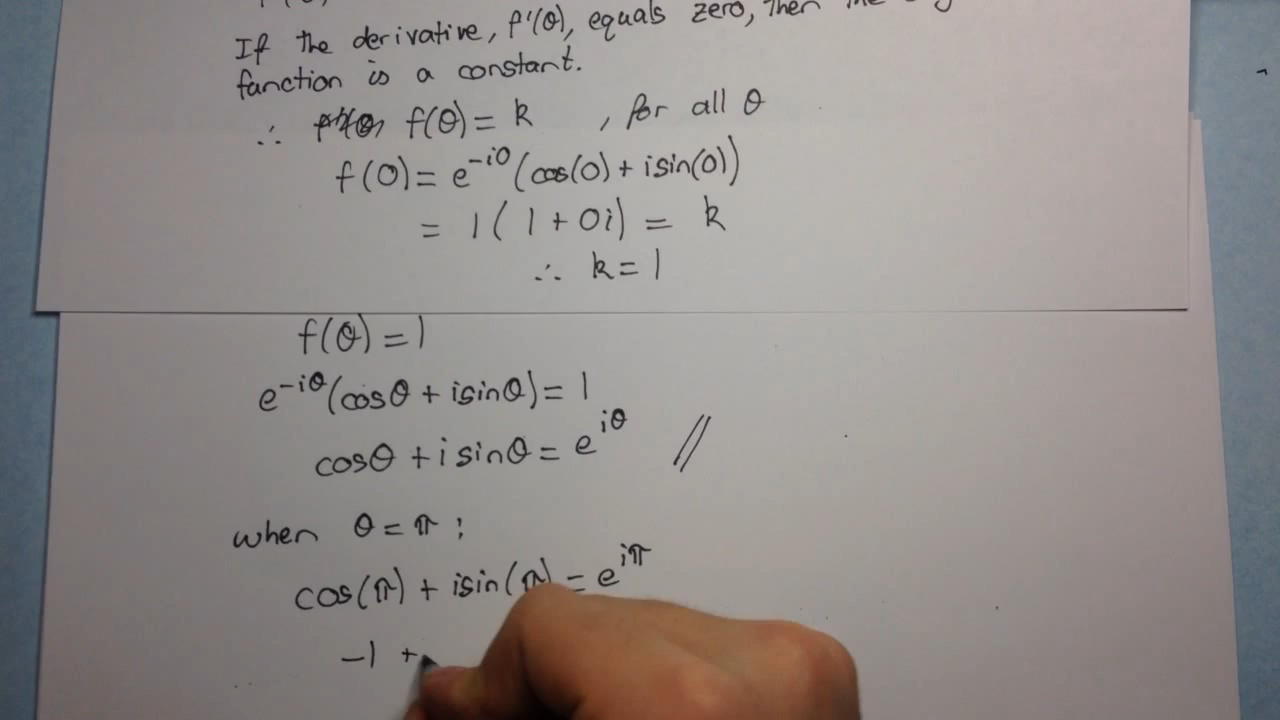 If the derivative, f'(θ), equals zero, then the
function is a constant.
∴ f(θ) = k , for all θ
f(0) = e^{-i0} (cos(0) + isin(0))
= 1 ( 1 + 0i) = k
∴ k = 1
f(θ) = 1
e^{-iθ} (cosθ + isinθ) = 1
cosθ + i sinθ = e^{iθ} //
when θ = π :
cos(π) + isin(π) = e^{iπ}
-1 +